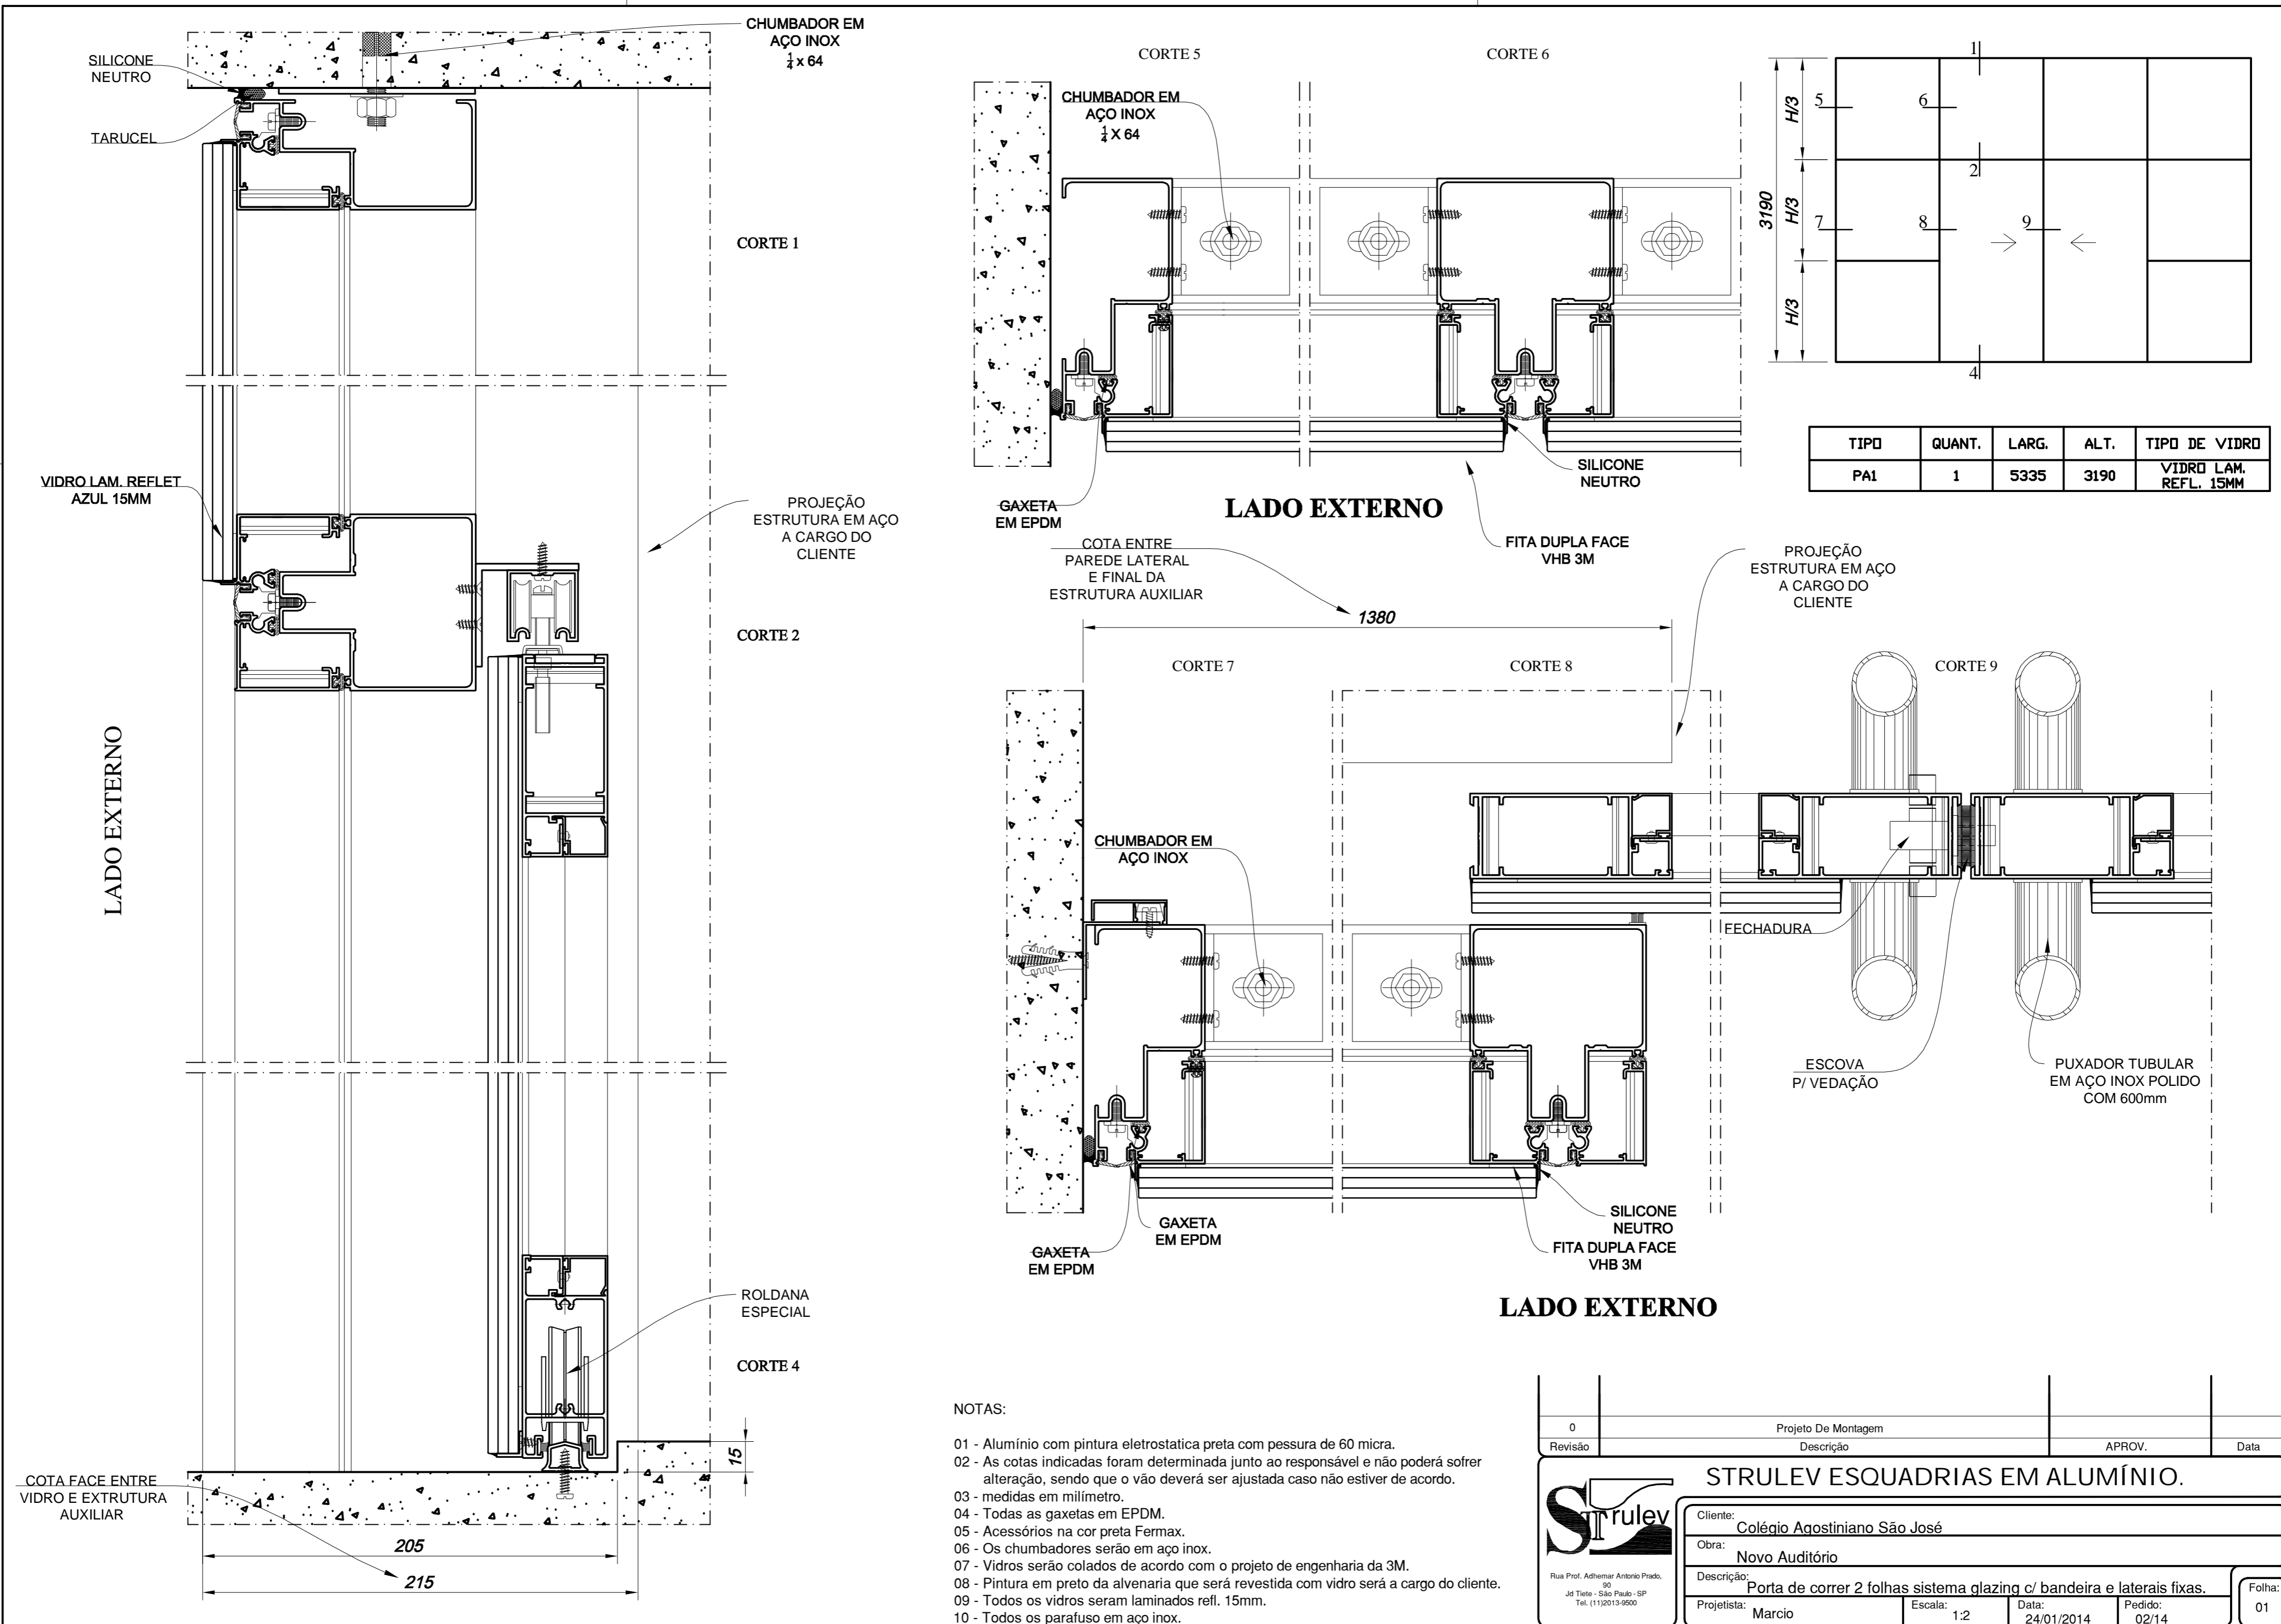 CHUMBADOR EM
AÇO INOX
1/4 x 64
SILICONE
NEUTRO
TARUCEL
CORTE 1
VIDRO LAM. REFLET
AZUL 15MM
PROJEÇÃO
ESTRUTURA EM AÇO
A CARGO DO
CLIENTE
CORTE 2
LADO EXTERNO
ROLDANA
ESPECIAL
CORTE 4
15
COTA FACE ENTRE
VIDRO E EXTRUTURA
AUXILIAR
205
215
CORTE 5
CORTE 6
CHUMBADOR EM
AÇO INOX
1/4 X 64
GAXETA
EM EPDM
LADO EXTERNO
SILICONE
NEUTRO
FITA DUPLA FACE
VHB 3M
1
5
6
2
7
8
9
4
3190
H/3
H/3
H/3
TIPO QUANT. LARG. ALT. TIPO DE VIDRO
PA1 1 5335 3190 VIDRO LAM.
REFL. 15MM
COTA ENTRE
PAREDE LATERAL
E FINAL DA
ESTRUTURA AUXILIAR
1380
PROJEÇÃO
ESTRUTURA EM AÇO
A CARGO DO
CLIENTE
CORTE 7
CORTE 8
CORTE 9
CHUMBADOR EM
AÇO INOX
FECHADURA
ESCOVA
P/ VEDAÇÃO
PUXADOR TUBULAR
EM AÇO INOX POLIDO
COM 600mm
GAXETA
EM EPDM
GAXETA
EM EPDM
SILICONE
NEUTRO
FITA DUPLA FACE
VHB 3M
LADO EXTERNO
NOTAS:
01 - Alumínio com pintura eletrostatica preta com pessura de 60 micra.
02 - As cotas indicadas foram determinada junto ao responsável e não poderá sofrer
alteração, sendo que o vão deverá ser ajustada caso não estiver de acordo.
03 - medidas em milímetro.
04 - Todas as gaxetas em EPDM.
05 - Acessórios na cor preta Fermax.
06 - Os chumbadores serão em aço inox.
07 - Vidros serão colados de acordo com o projeto de engenharia da 3M.
08 - Pintura em preto da alvenaria que será revestida com vidro será a cargo do cliente.
09 - Todos os vidros seram laminados refl. 15mm.
10 - Todos os parafuso em aço inox.
0 Projeto De Montagem
Revisão Descrição APROV. Data
STRULEV ESQUADRIAS EM ALUMÍNIO.
Strulev
Rua Prof. Adhemar Antonio Prado,
90
Jd Tiete - São Paulo - SP
Tel. (11)2013-9500
Cliente:
Colégio Agostiniano São José
Obra:
Novo Auditório
Descrição:
Porta de correr 2 folhas sistema glazing c/ bandeira e laterais fixas.
Projetista: Marcio
Escala: 1:2
Data: 24/01/2014
Pedido: 02/14
Folha:
01